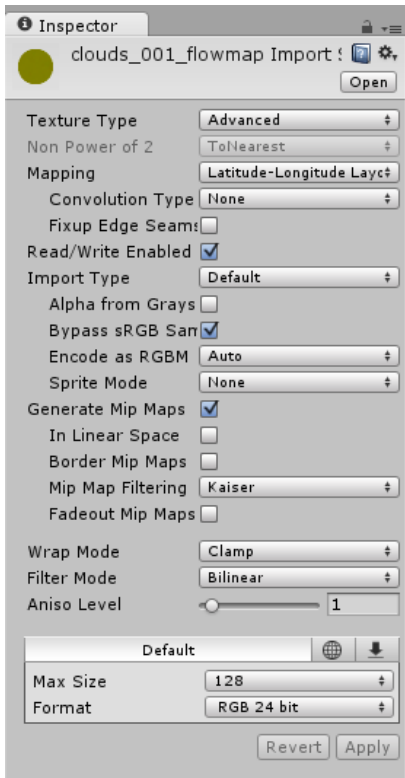 Inspector
clouds_001_flowmap Import S
Open
Texture Type Advanced
Non Power of 2 ToNearest
Mapping Latitude-Longitude Layo
Convolution Type None
Fixup Edge Seams
Read/Write Enabled
Import Type Default
Alpha from Grays
Bypass sRGB Sam
Encode as RGBM Auto
Sprite Mode None
Generate Mip Maps
In Linear Space
Border Mip Maps
Mip Map Filtering Kaiser
Fadeout Mip Maps
Wrap Mode Clamp
Filter Mode Bilinear
Aniso Level 1
Default
Max Size 128
Format RGB 24 bit
Revert Apply